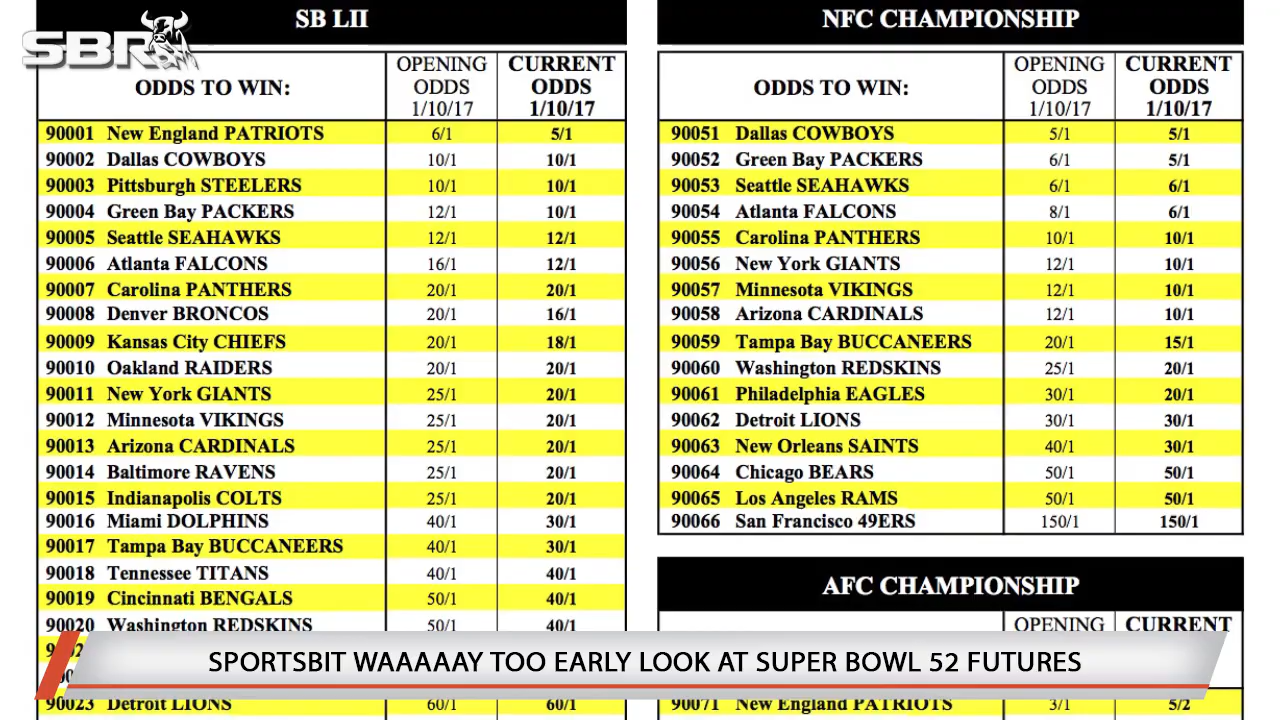 SBR
SB LII
ODDS TO WIN: OPENING ODDS 1/10/17 CURRENT ODDS 1/10/17
90001 New England PATRIOTS 6/1 5/1
90002 Dallas COWBOYS 10/1 10/1
90003 Pittsburgh STEELERS 10/1 10/1
90004 Green Bay PACKERS 12/1 10/1
90005 Seattle SEAHAWKS 12/1 12/1
90006 Atlanta FALCONS 16/1 12/1
90007 Carolina PANTHERS 20/1 20/1
90008 Denver BRONCOS 20/1 16/1
90009 Kansas City CHIEFS 20/1 18/1
90010 Oakland RAIDERS 20/1 20/1
90011 New York GIANTS 25/1 20/1
90012 Minnesota VIKINGS 25/1 20/1
90013 Arizona CARDINALS 25/1 20/1
90014 Baltimore RAVENS 25/1 20/1
90015 Indianapolis COLTS 25/1 20/1
90016 Miami DOLPHINS 40/1 30/1
90017 Tampa Bay BUCCANEERS 40/1 30/1
90018 Tennessee TITANS 40/1 40/1
90019 Cincinnati BENGALS 50/1 40/1
90020 Washington REDSKINS 50/1 40/1
90023 Detroit LIONS 60/1 60/1
NFC CHAMPIONSHIP
ODDS TO WIN: OPENING ODDS 1/10/17 CURRENT ODDS 1/10/17
90051 Dallas COWBOYS 5/1 5/1
90052 Green Bay PACKERS 6/1 5/1
90053 Seattle SEAHAWKS 6/1 6/1
90054 Atlanta FALCONS 8/1 6/1
90055 Carolina PANTHERS 10/1 10/1
90056 New York GIANTS 12/1 10/1
90057 Minnesota VIKINGS 12/1 10/1
90058 Arizona CARDINALS 12/1 10/1
90059 Tampa Bay BUCCANEERS 20/1 15/1
90060 Washington REDSKINS 25/1 20/1
90061 Philadelphia EAGLES 30/1 20/1
90062 Detroit LIONS 30/1 30/1
90063 New Orleans SAINTS 40/1 30/1
90064 Chicago BEARS 50/1 50/1
90065 Los Angeles RAMS 50/1 50/1
90066 San Francisco 49ERS 150/1 150/1
AFC CHAMPIONSHIP
OPENING CURRENT
90071 New England PATRIOTS 3/1 5/2
SPORTSBIT WAAAAAY TOO EARLY LOOK AT SUPER BOWL 52 FUTURES